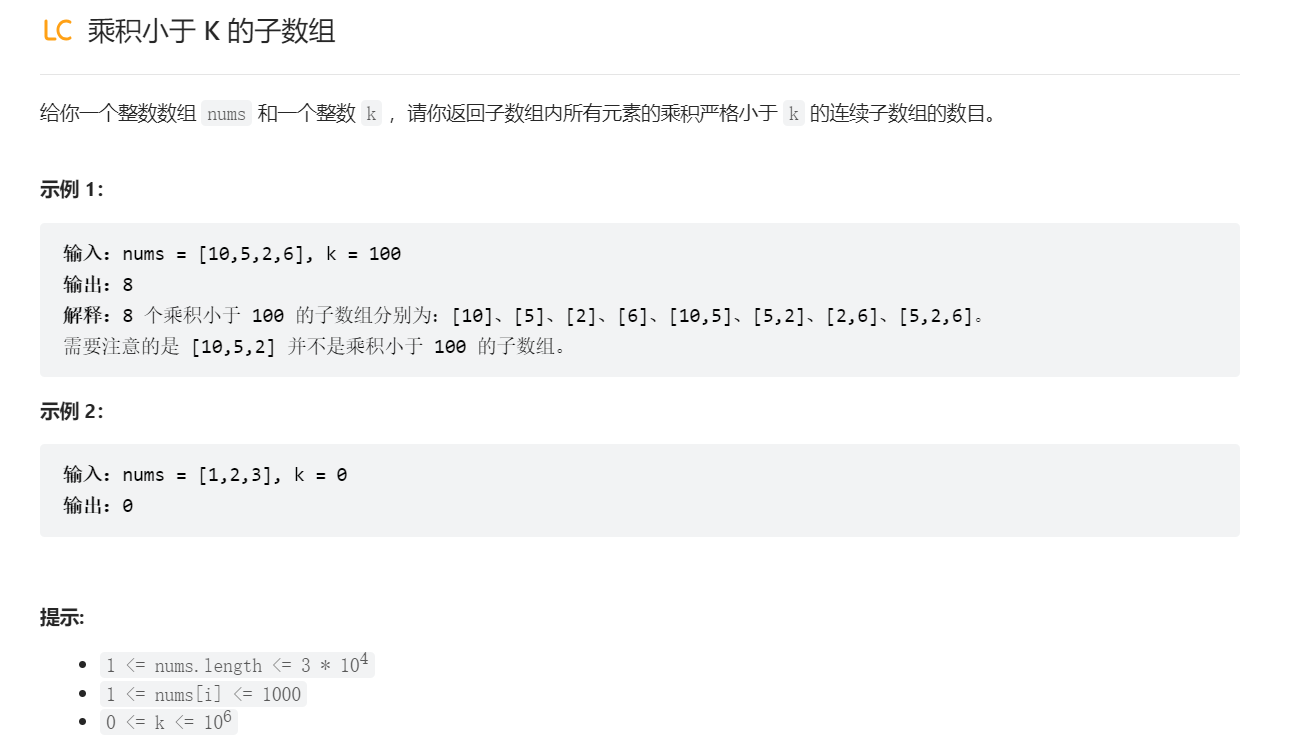 LC 乘积小于 K 的子数组
给你一个整数数组 nums 和一个整数 k ，请你返回子数组内所有元素的乘积严格小于 k 的连续子数组的数目。
示例 1：
输入：nums = [10,5,2,6], k = 100
输出：8
解释：8 个乘积小于 100 的子数组分别为：[10]、[5]、[2]、[6]、[10,5]、[5,2]、[2,6]、[5,2,6]。
需要注意的是 [10,5,2] 并不是乘积小于 100 的子数组。
示例 2：
输入：nums = [1,2,3], k = 0
输出：0
提示:
• 1 <= nums.length <= 3 * 10⁴
• 1 <= nums[i] <= 1000
• 0 <= k <= 10⁶